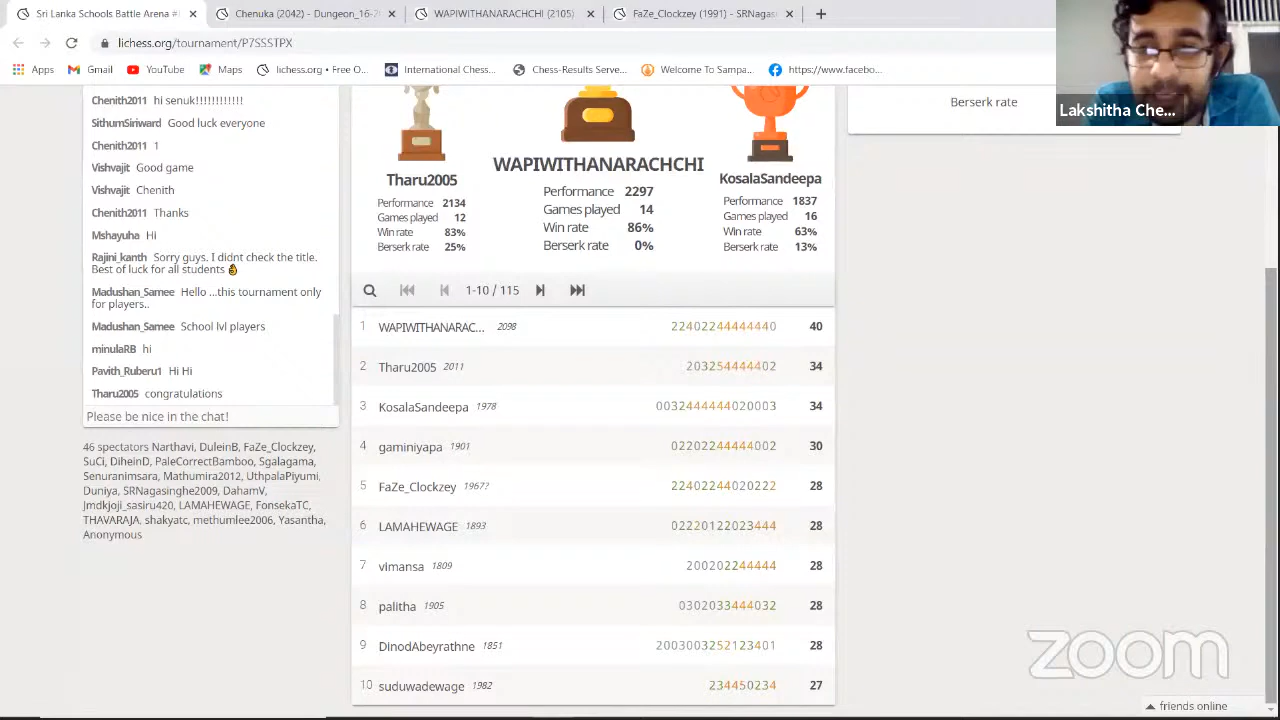 Sri Lanka Schools Battle Arena #
Chenuka (2042) - Dungeon_16-2
WAPIWITHANARACHCHI (2105)
FaZe_Clockzey (1991) - SRNagas
lichess.org/tournament/P7SSSTPX
Apps
Gmail
YouTube
Maps
lichess.org • Free O...
International Chess...
Chess-Results Serve...
Welcome To Sampa...
https://www.facebo...
Lakshitha Che...
Chenith2011 hi senuk!!!!!!!!!!!!
SithumSiriward Good luck everyone
Chenith2011 1
Vishvajit Good game
Vishvajit Chenith
Chenith2011 Thanks
Mshayuha Hi
Rajini_kanth Sorry guys. I didnt check the title.
Best of luck for all students 👌
Madushan_Samee Hello ...this tournament only
for players..
Madushan_Samee School lvl players
minulaRB hi
Pavith_Ruberu1 Hi Hi
Tharu2005 congratulations
Please be nice in the chat!
46 spectators Narthavi, DuleinB, FaZe_Clockzey,
SuCi, DiheinD, PaleCorrectBamboo, Sgalagama,
Senuranimsara, Mathumira2012, UthpalaPiyumi,
Duniya, SRNagasinghe2009, DahamV,
Jmdkjoji_sasiru420, LAMAHEWAGE, FonsekaTC,
THAVARAJA, shakyatc, methumlee2006, Yasantha,
Anonymous
Tharu2005
Performance 2134
Games played 12
Win rate 83%
Berserk rate 25%
WAPIWITHANARACHCHI
Performance 2297
Games played 14
Win rate 86%
Berserk rate 0%
KosalaSandeepa
Performance 1837
Games played 16
Win rate 63%
Berserk rate 13%
1-10 / 115
1 WAPIWITHANARAC... 2098 22402244444440 40
2 Tharu2005 2011 203254444402 34
3 KosalaSandeepa 1978 0032444444020003 34
4 gaminiyapa 1901 02202244444002 30
5 FaZe_Clockzey 1967? 22402244020222 28
6 LAMAHEWAGE 1893 02220122023444 28
7 vimansa 1809 200202244444 28
8 palitha 1905 0302033444032 28
9 DinodAbeyrathne 1851 2003003252123401 28
10 suduwadewage 1982 234450234 27
Berserk rate
zoom
friends online